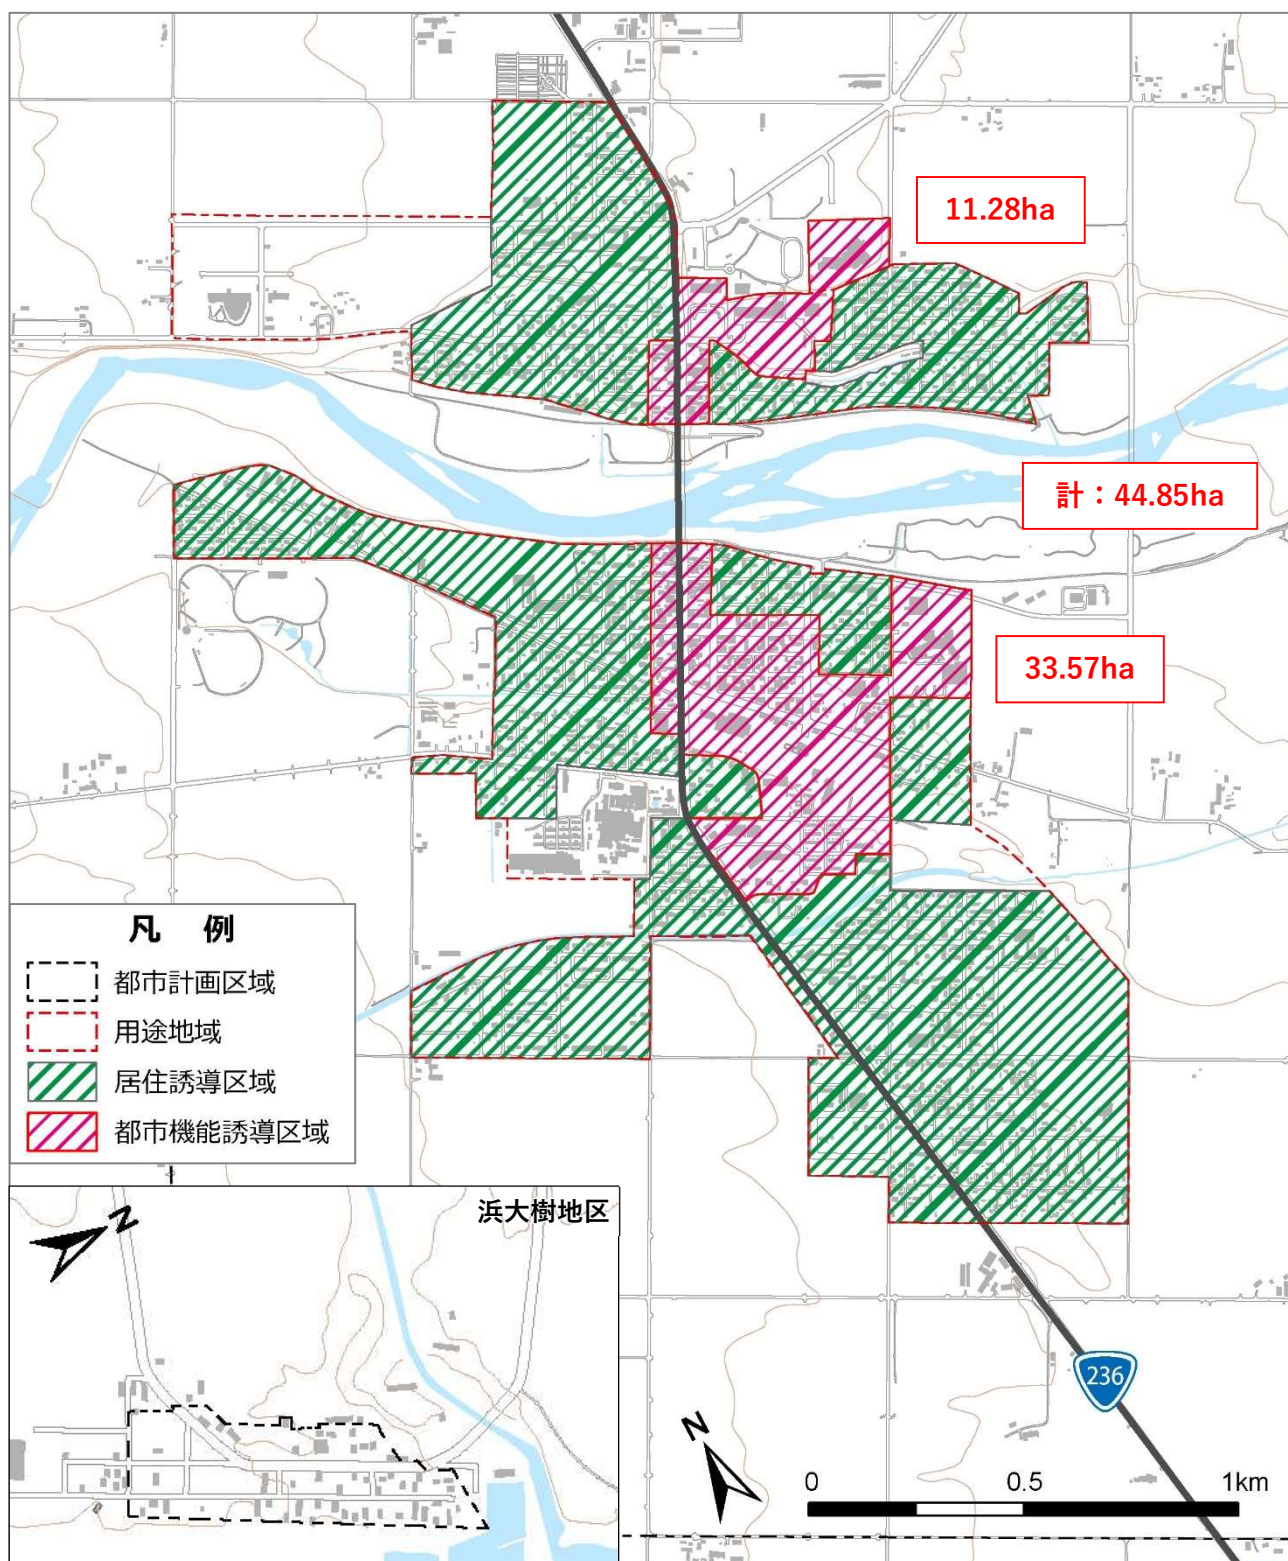 11.28ha
計：44.85ha
33.57ha
凡 例
都市計画区域
用途地域
居住誘導区域
都市機能誘導区域
浜大樹地区
N
236
N
0 0.5 1km